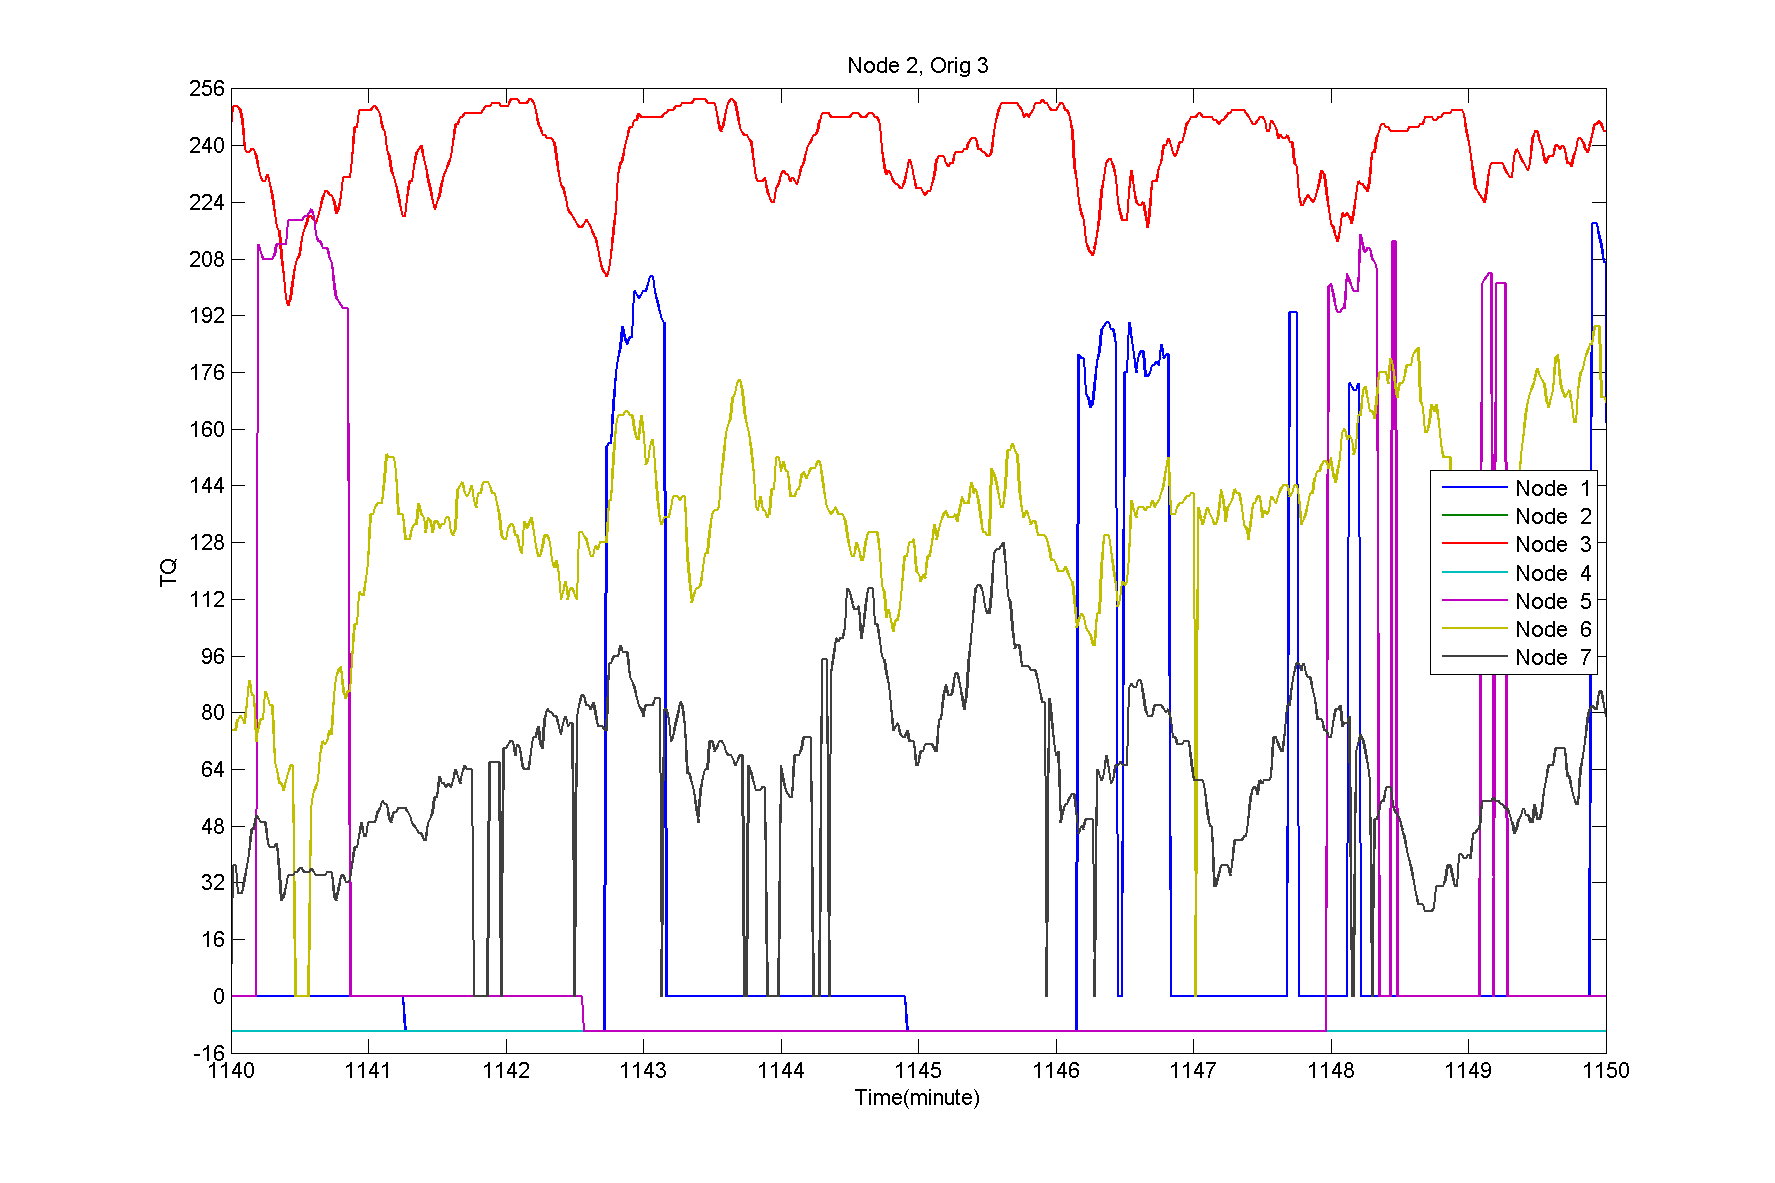 Node 2, Orig 3
256
240
224
208
192
176
160
144
128
112
96
80
64
48
32
16
0
-16
TQ
Node 1
Node 2
Node 3
Node 4
Node 5
Node 6
Node 7
1140 1141 1142 1143 1144 1145 1146 1147 1148 1149 1150
Time(minute)